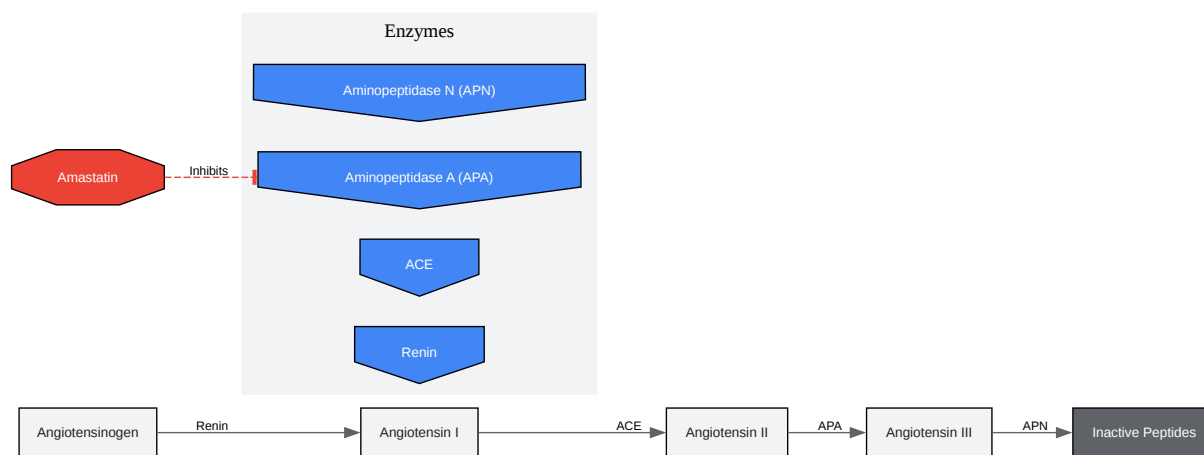 Enzymes
Aminopeptidase N (APN)
Amastatin
Inhibits
Aminopeptidase A (APA)
ACE
Renin
Angiotensinogen
Renin
Angiotensin I
ACE
Angiotensin II
APA
Angiotensin III
APN
Inactive Peptides